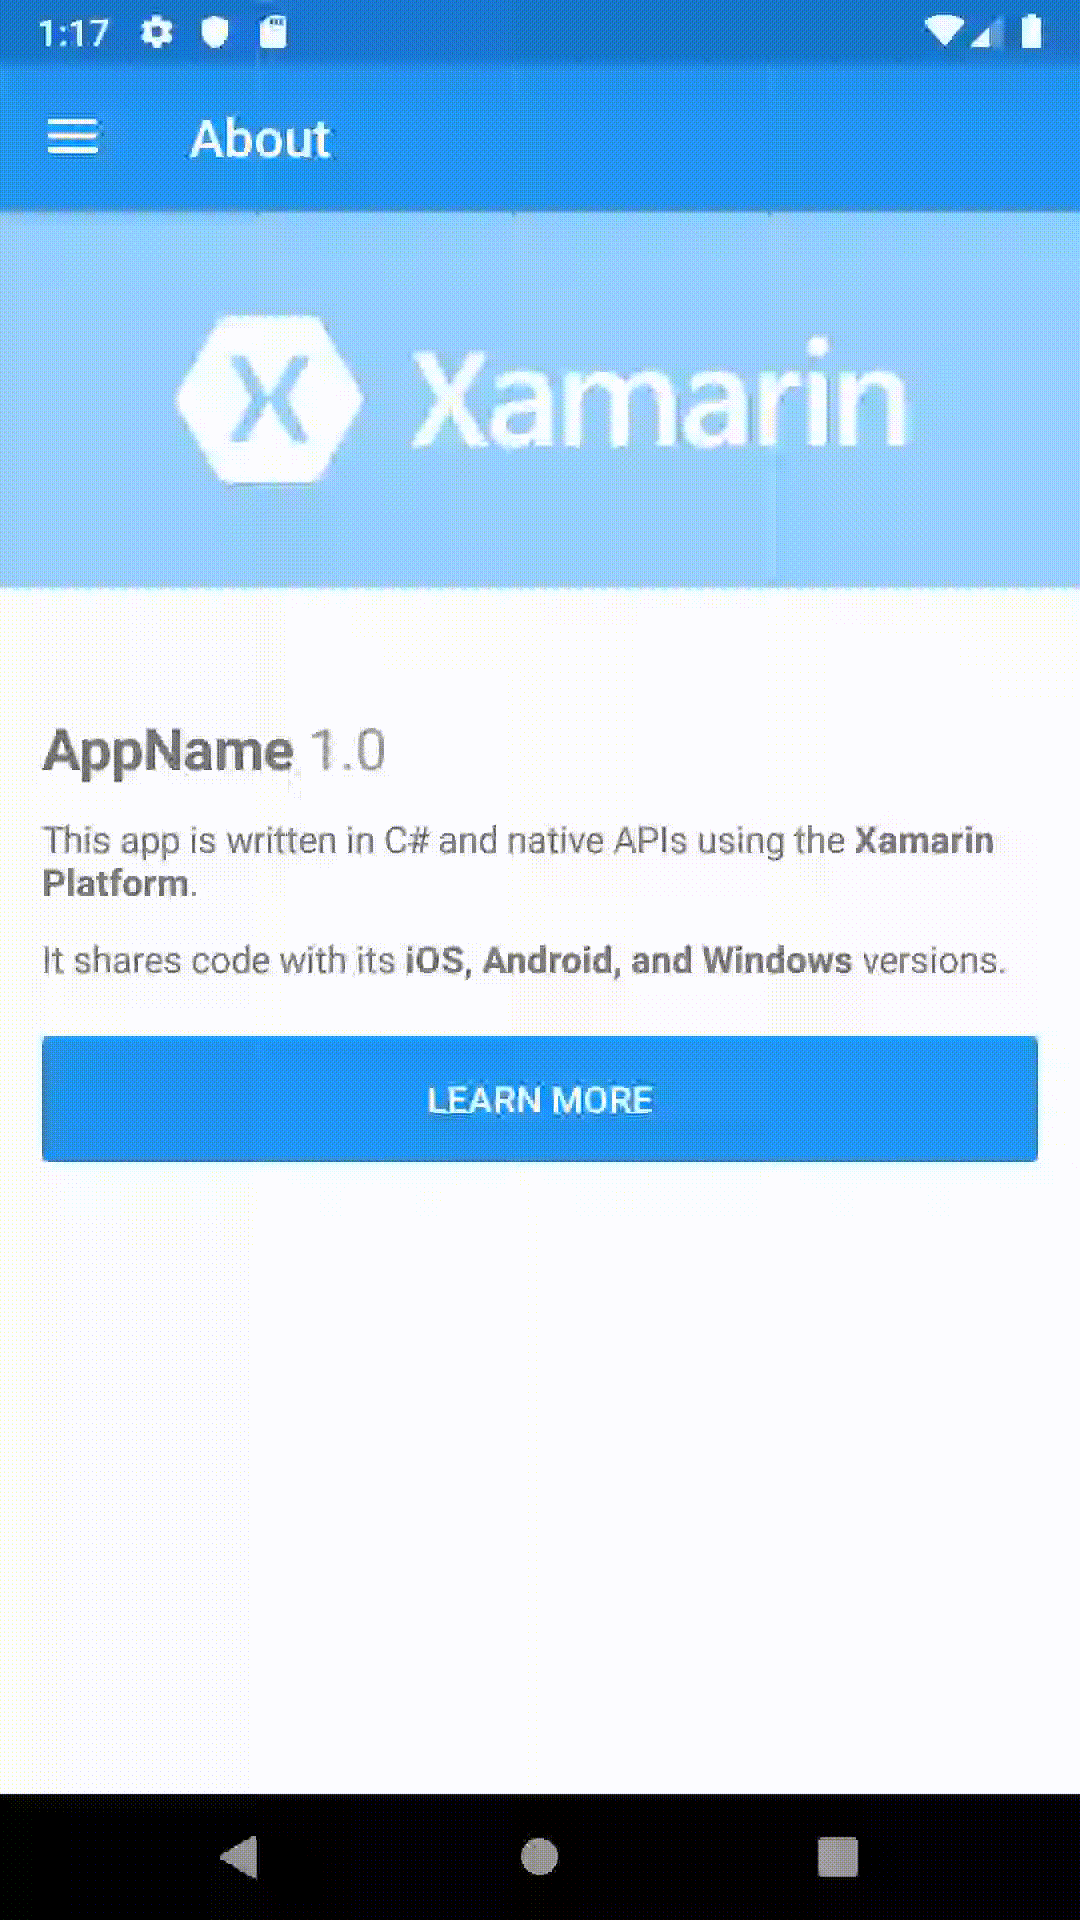 1:17
About
X Xamarin
AppName 1.0
This app is written in C# and native APIs using the Xamarin
Platform.
It shares code with its iOS, Android, and Windows versions.
LEARN MORE